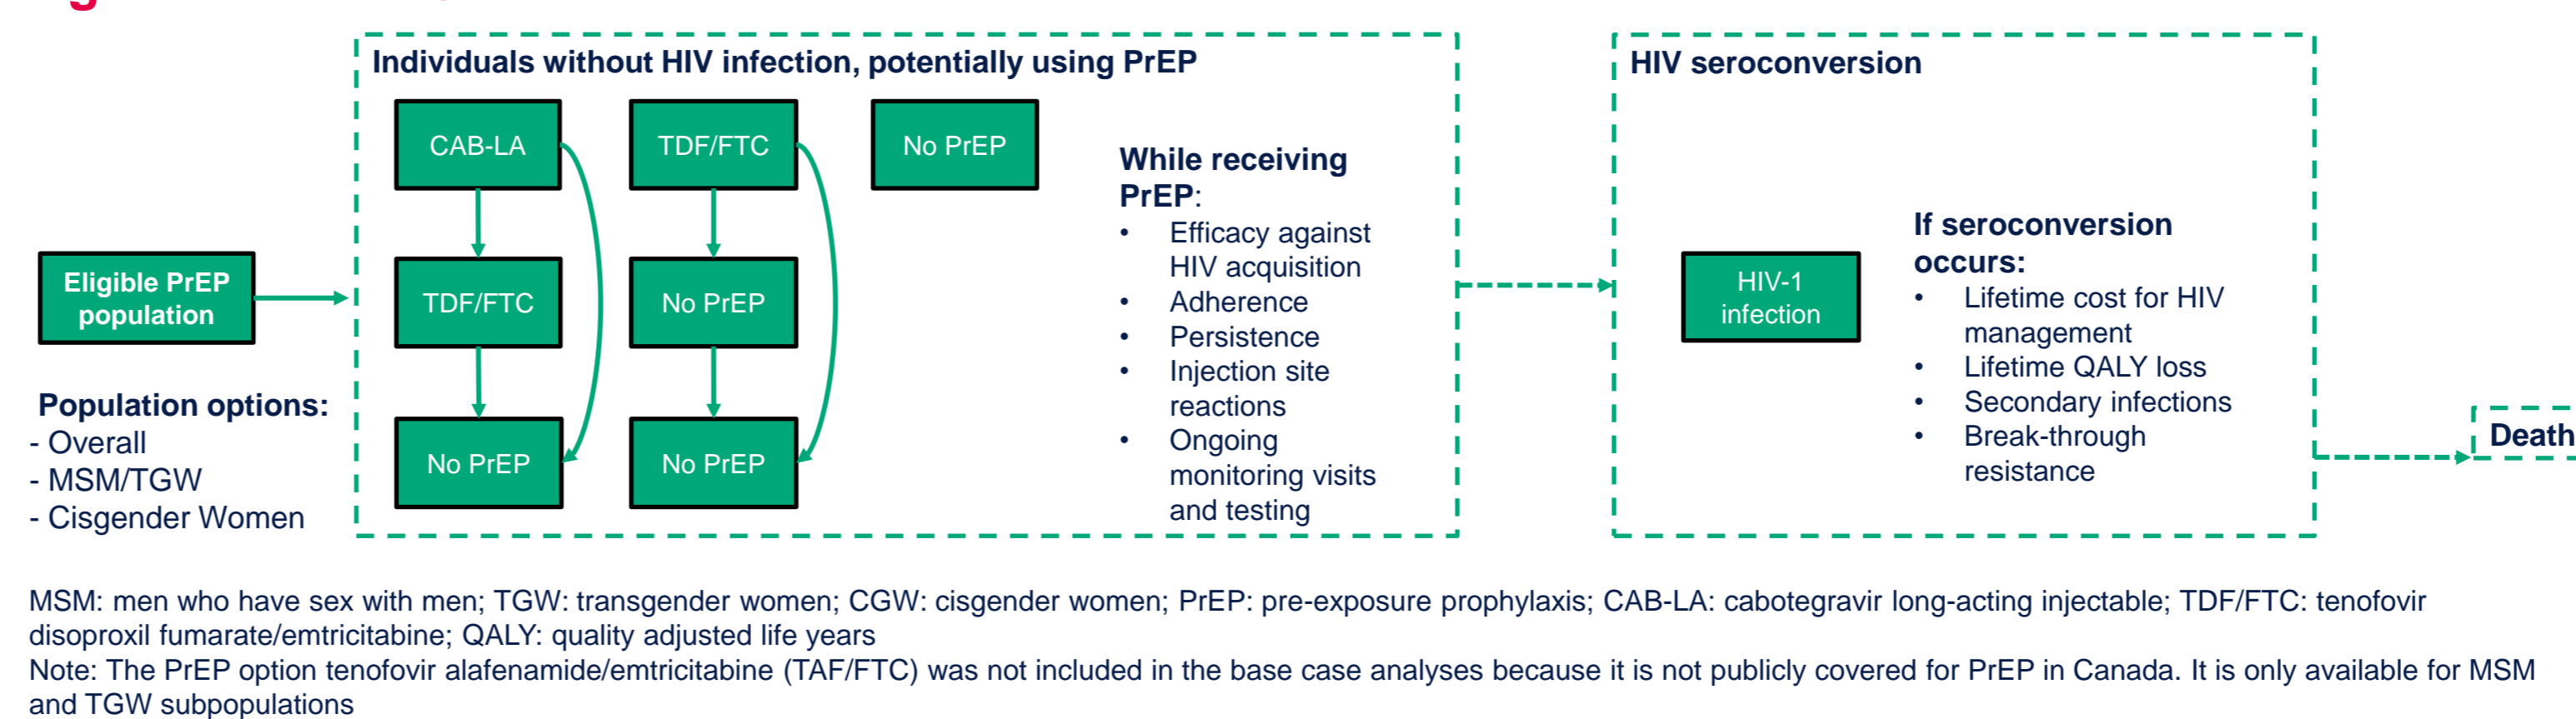 Individuals without HIV infection, potentially using PrEP
CAB-LA
TDF/FTC
No PrEP
TDF/FTC
No PrEP
No PrEP
No PrEP
While receiving
PrEP:
• Efficacy against
HIV acquisition
• Adherence
• Persistence
• Injection site
reactions
• Ongoing
monitoring visits
and testing
Eligible PrEP
population
Population options:
- Overall
- MSM/TGW
- Cisgender Women
HIV seroconversion
HIV-1
infection
If seroconversion
occurs:
• Lifetime cost for HIV
management
• Lifetime QALY loss
• Secondary infections
• Break-through
resistance
Death
MSM: men who have sex with men; TGW: transgender women; CGW: cisgender women; PrEP: pre-exposure prophylaxis; CAB-LA: cabotegravir long-acting injectable; TDF/FTC: tenofovir
disoproxil fumarate/emtricitabine; QALY: quality adjusted life years
Note: The PrEP option tenofovir alafenamide/emtricitabine (TAF/FTC) was not included in the base case analyses because it is not publicly covered for PrEP in Canada. It is only available for MSM
and TGW subpopulations